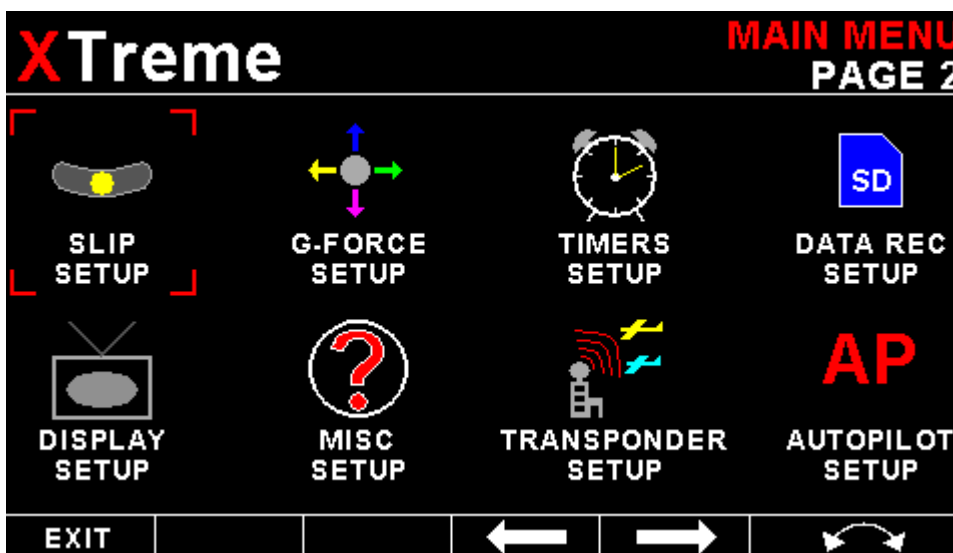 XTreme
MAIN MENU
PAGE 2
SD
SLIP
SETUP
G-FORCE
SETUP
TIMERS
SETUP
DATA REC
SETUP
?
AP
DISPLAY
SETUP
MISC
SETUP
TRANSPONDER
SETUP
AUTOPILOT
SETUP
EXIT